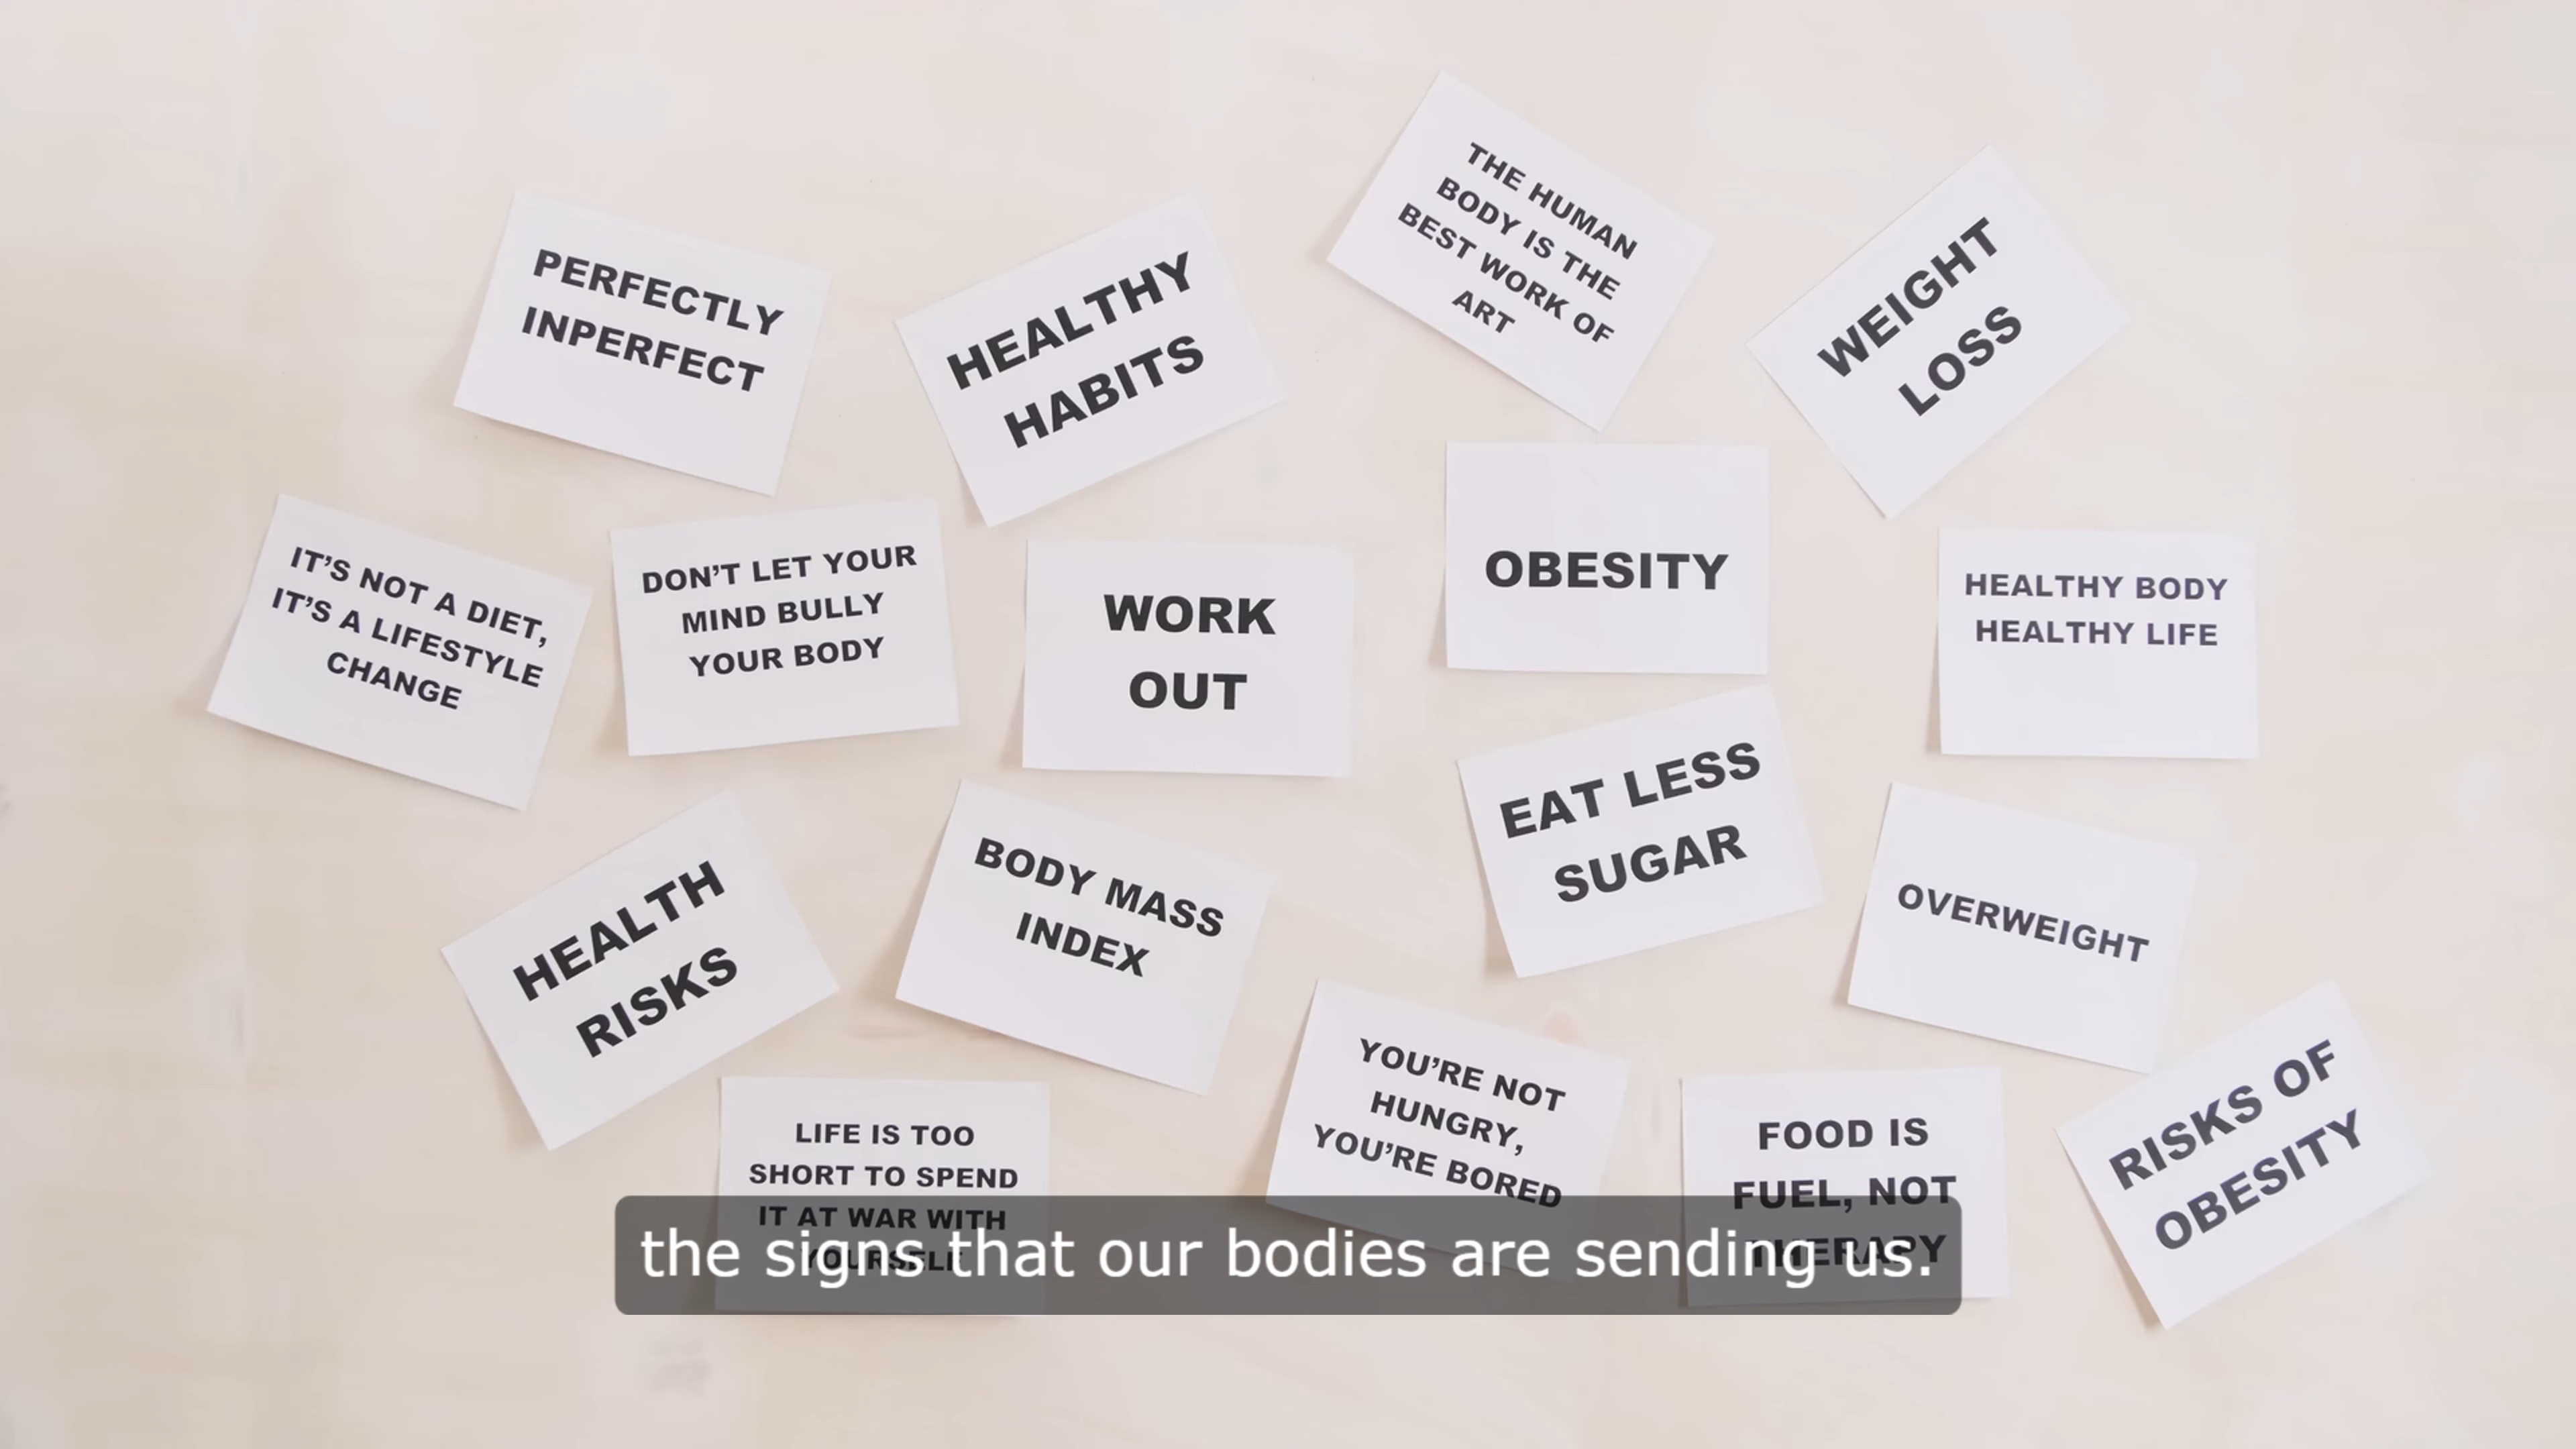 PERFECTLY
INPERFECT
HEALTHY
HABITS
THE HUMAN
BODY IS THE
BEST WORK OF
ART
WEIGHT
LOSS
IT'S NOT A DIET,
IT'S A LIFESTYLE
CHANGE
DON'T LET YOUR
MIND BULLY
YOUR BODY
WORK
OUT
OBESITY
HEALTHY BODY
HEALTHY LIFE
HEALTH
RISKS
BODY MASS
INDEX
EAT LESS
SUGAR
OVERWEIGHT
LIFE IS TOO
SHORT TO SPEND
IT AT WAR WITH
YOURSELF
YOU'RE NOT
HUNGRY,
YOU'RE BORED
FOOD IS
FUEL, NOT
THERAPY
RISKS OF
OBESITY
the signs that our bodies are sending us.